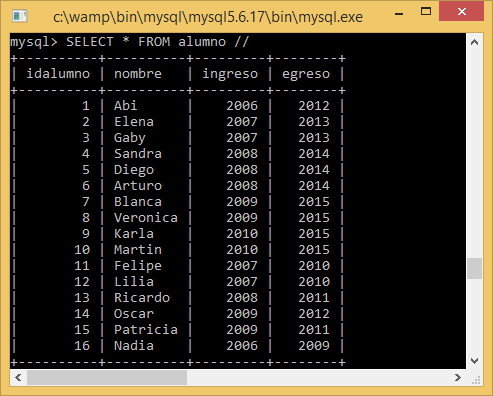 c:\wamp\bin\mysql\mysql5.6.17\bin\mysql.exe
mysql> SELECT * FROM alumno //
+----------+----------+---------+--------+
| idalumno | nombre   | ingreso | egreso |
+----------+----------+---------+--------+
|        1 | Abi      |    2006 |   2012 |
|        2 | Elena    |    2007 |   2013 |
|        3 | Gaby     |    2007 |   2013 |
|        4 | Sandra   |    2008 |   2014 |
|        5 | Diego    |    2008 |   2014 |
|        6 | Arturo   |    2008 |   2014 |
|        7 | Blanca   |    2009 |   2015 |
|        8 | Veronica |    2009 |   2015 |
|        9 | Karla    |    2010 |   2015 |
|       10 | Martin   |    2010 |   2015 |
|       11 | Felipe   |    2007 |   2010 |
|       12 | Lilia    |    2007 |   2010 |
|       13 | Ricardo  |    2008 |   2011 |
|       14 | Oscar    |    2009 |   2012 |
|       15 | Patricia |    2009 |   2011 |
|       16 | Nadia    |    2006 |   2009 |
+----------+----------+---------+--------+